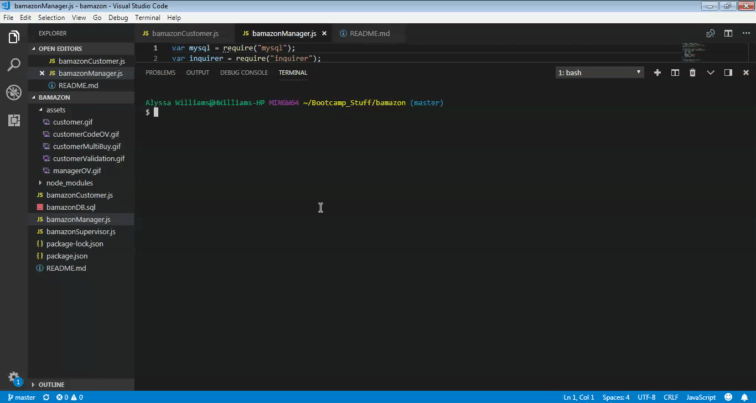 bamazonManager.js - bamazon - Visual Studio Code
File Edit Selection View Go Debug Terminal Help
EXPLORER
OPEN EDITORS
JS bamazonCustomer.js
JS bamazonManager.js
README.md
BAMAZON
assets
customer.gif
customerCodeOV.gif
customerMultiBuy.gif
customerValidation.gif
managerOV.gif
node_modules
JS bamazonCustomer.js
bamazonDB.sql
JS bamazonManager.js
JS bamazonSupervisor.js
{} package-lock.json
{} package.json
README.md
OUTLINE
JS bamazonCustomer.js
JS bamazonManager.js
README.md
1 var mysql = require("mysql");
2 var inquirer = require("inquirer");
PROBLEMS OUTPUT DEBUG CONSOLE TERMINAL
1: bash
Alyssa Williams@HWilliams-HP MINGW64 ~/Bootcamp_Stuff/bamazon (master)
$
1
master 0 0
Ln 1, Col 1 Spaces: 4 UTF-8 CRLF JavaScript